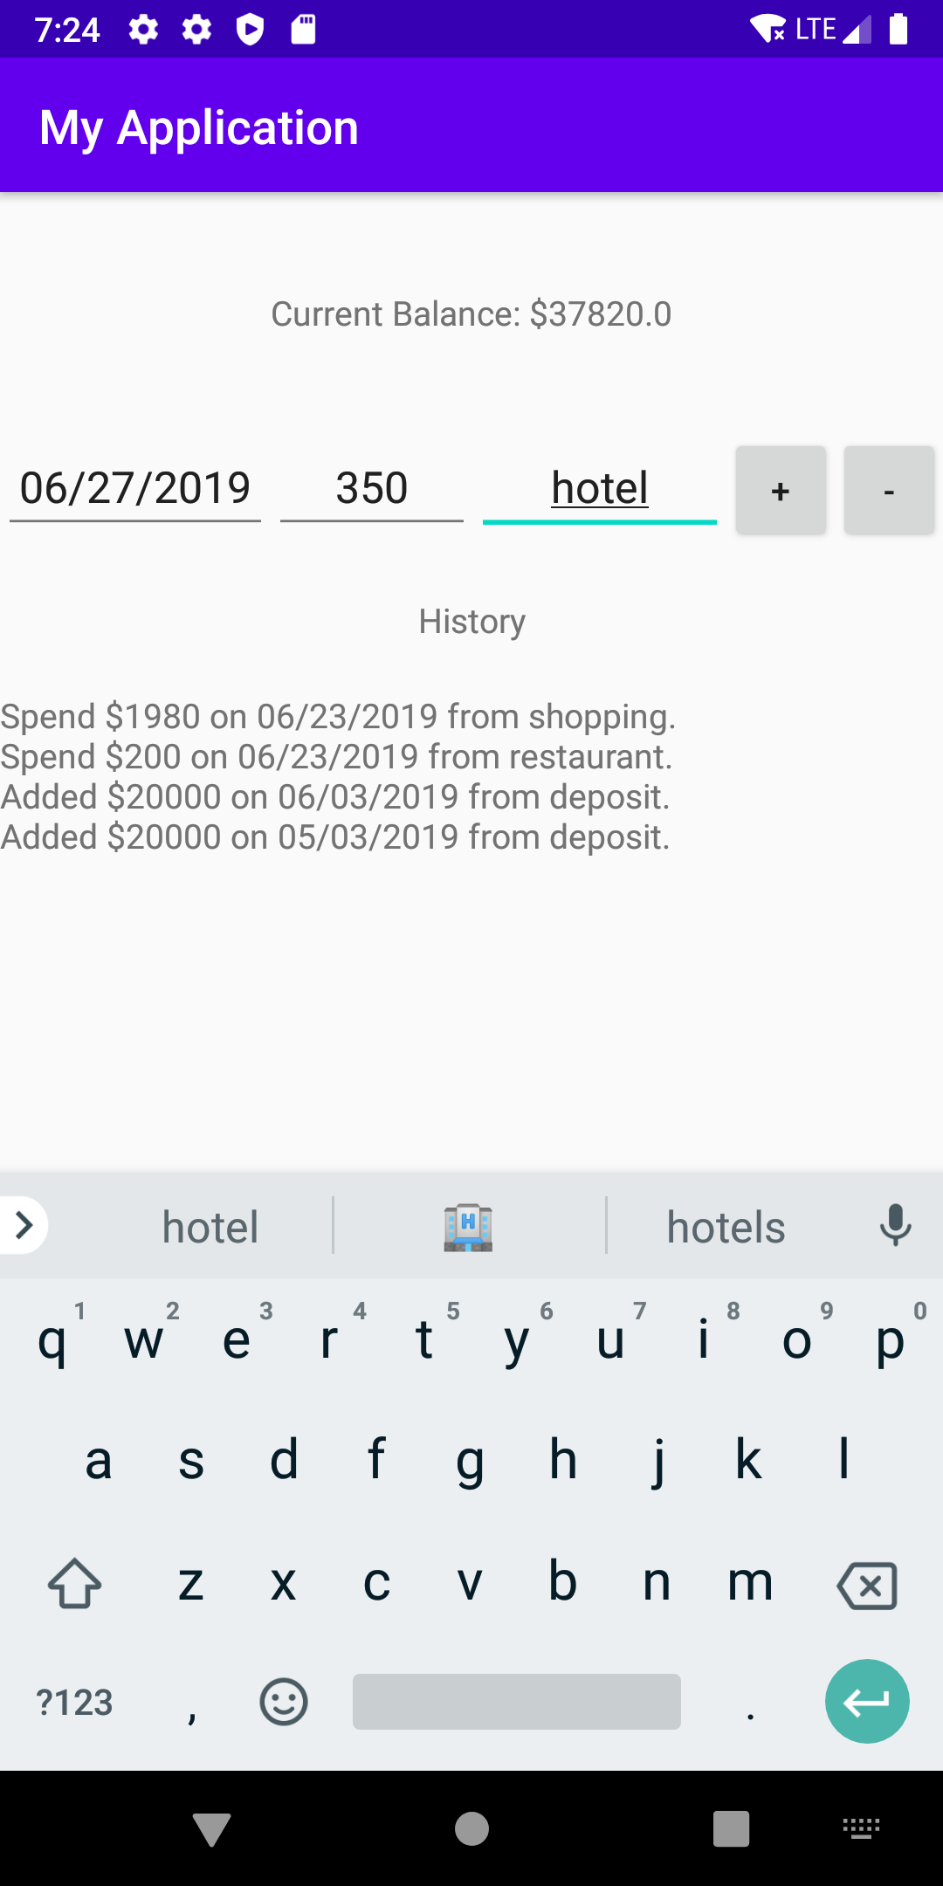 7:24 LTE
My Application
Current Balance: $37820.0
06/27/2019 350 hotel + -
History
Spend $1980 on 06/23/2019 from shopping.
Spend $200 on 06/23/2019 from restaurant.
Added $20000 on 06/03/2019 from deposit.
Added $20000 on 05/03/2019 from deposit.
hotel H hotels
1 2 3 4 5 6 7 8 9 0
q w e r t y u i o p
a s d f g h j k l
z x c v b n m
?123 , .